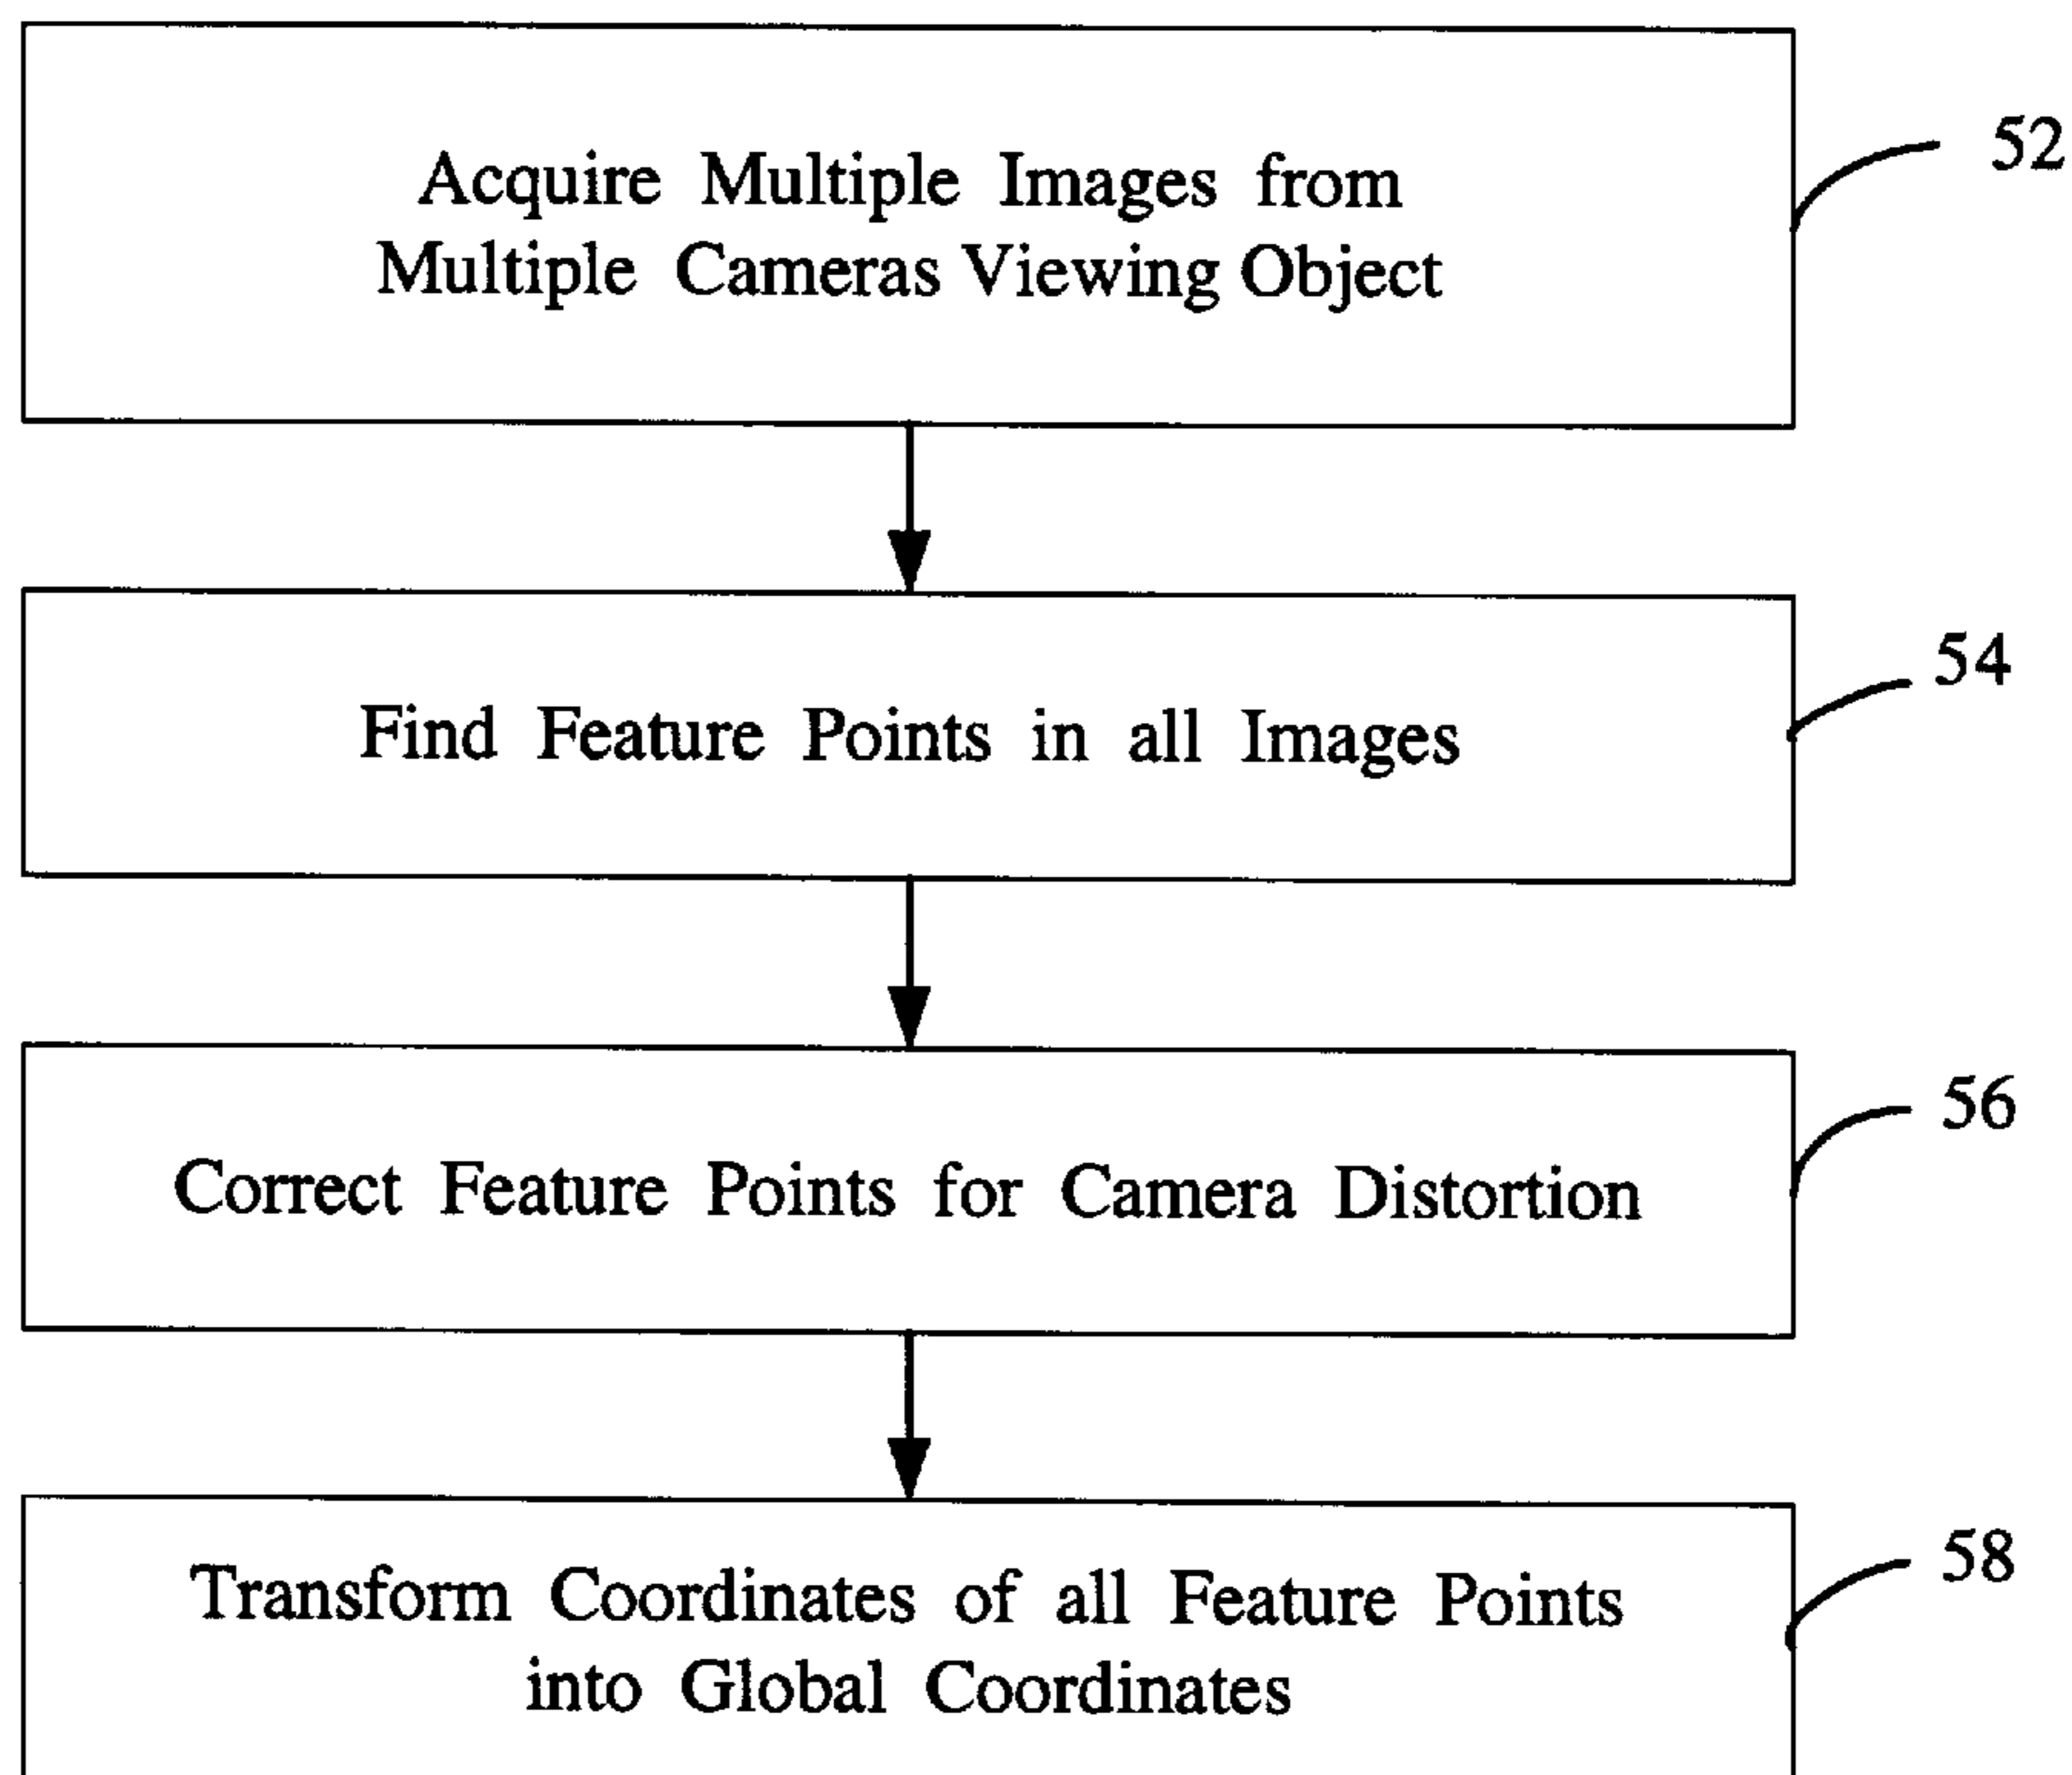 Acquire Multiple Images from
Multiple Cameras Viewing Object
52
Find Feature Points in all Images
54
Correct Feature Points for Camera Distortion
56
Transform Coordinates of all Feature Points
into Global Coordinates
58